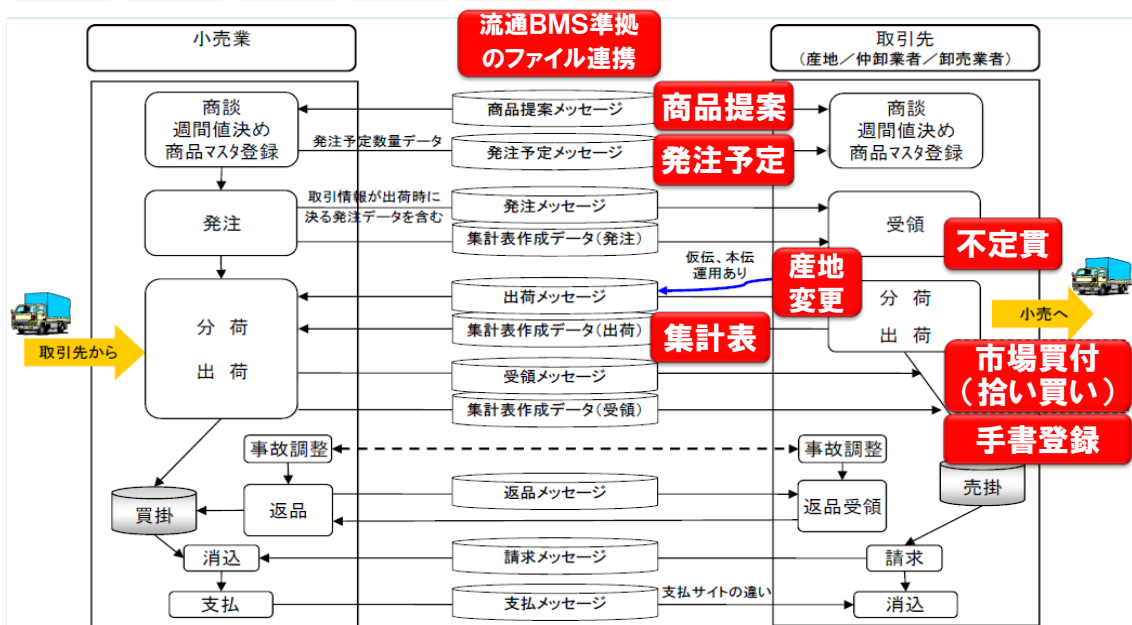 小売業
流通BMS準拠
のファイル連携
取引先
(産地／仲卸業者／卸売業者)
商談
週間値決め
商品マスタ登録
商品提案メッセージ
商品提案
商談
週間値決め
商品マスタ登録
発注予定数量データ
発注予定メッセージ
発注予定
発注
取引情報が出荷時に
決る発注データを含む
発注メッセージ
集計表作成データ(発注)
受領
不定貫
仮伝、本伝
運用あり
産地
変更
取引先から
分荷
出荷
出荷メッセージ
集計表作成データ(出荷)
集計表
受領メッセージ
集計表作成データ(受領)
分荷
出荷
小売へ
市場買付
（拾い買い）
手書登録
事故調整
事故調整
買掛
返品
返品メッセージ
返品受領
売掛
消込
請求メッセージ
請求
支払
支払メッセージ
支払サイトの違い
消込